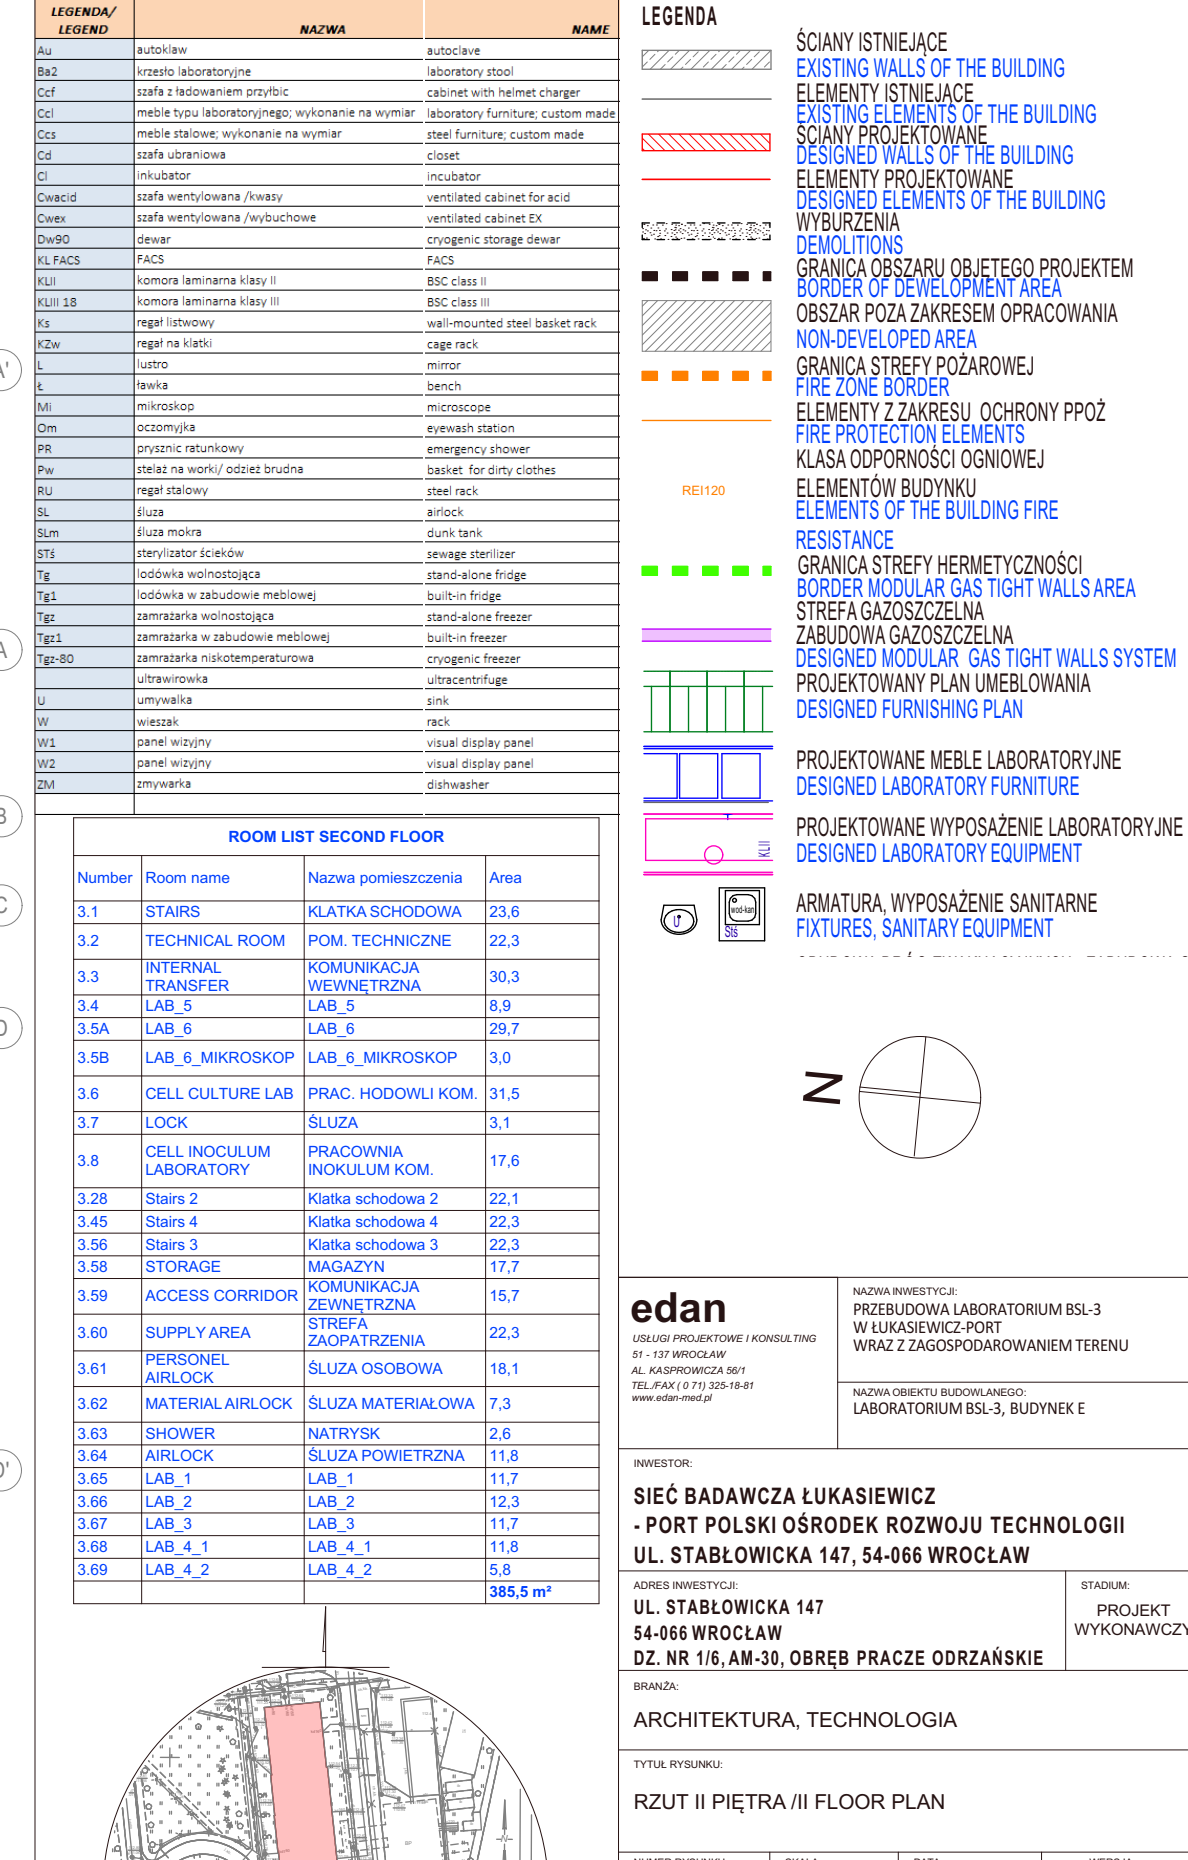 LEGENDA/
LEGEND NAZWA NAME
Au autoklaw autoclave
Ba2 krzesło laboratoryjne laboratory stool
Ccf szafa z ładowaniem przyłbic cabinet with helmet charger
Ccl meble typu laboratoryjnego; wykonanie na wymiar laboratory furniture; custom made
Ccs meble stalowe; wykonanie na wymiar steel furniture; custom made
Cd szafa ubraniowa closet
CI inkubator incubator
Cwacid szafa wentylowana /kwasy ventilated cabinet for acid
Cwex szafa wentylowana /wybuchowe ventilated cabinet EX
Dw90 dewar cryogenic storage dewar
KL FACS FACS FACS
KLII komora laminarna klasy II BSC class II
KLIII 18 komora laminarna klasy III BSC class III
Ks regał listwowy wall-mounted steel basket rack
KZw regał na klatki cage rack
L lustro mirror
Ł ławka bench
Mi mikroskop microscope
Om oczomyjka eyewash station
PR prysznic ratunkowy emergency shower
Pw stelaż na worki/ odzież brudna basket for dirty clothes
RU regał stalowy steel rack
SL śluza airlock
SLm śluza mokra dunk tank
STś sterylizator ścieków sewage sterilizer
Tg lodówka wolnostojąca stand-alone fridge
Tg1 lodówka w zabudowie meblowej built-in fridge
Tgz zamrażarka wolnostojąca stand-alone freezer
Tgz1 zamrażarka w zabudowie meblowej built-in freezer
Tgz-80 zamrażarka niskotemperaturowa cryogenic freezer
ultrawirowka ultracentrifuge
U umywalka sink
W wieszak rack
W1 panel wizyjny visual display panel
W2 panel wizyjny visual display panel
ZM zmywarka dishwasher
ROOM LIST SECOND FLOOR
Number Room name Nazwa pomieszczenia Area
3.1 STAIRS KLATKA SCHODOWA 23,6
3.2 TECHNICAL ROOM POM. TECHNICZNE 22,3
3.3 INTERNAL TRANSFER KOMUNIKACJA WEWNĘTRZNA 30,3
3.4 LAB_5 LAB_5 8,9
3.5A LAB_6 LAB_6 29,7
3.5B LAB_6_MIKROSKOP LAB_6_MIKROSKOP 3,0
3.6 CELL CULTURE LAB PRAC. HODOWLI KOM. 31,5
3.7 LOCK ŚLUZA 3,1
3.8 CELL INOCULUM LABORATORY PRACOWNIA INOKULUM KOM. 17,6
3.28 Stairs 2 Klatka schodowa 2 22,1
3.45 Stairs 4 Klatka schodowa 4 22,3
3.56 Stairs 3 Klatka schodowa 3 22,3
3.58 STORAGE MAGAZYN 17,7
3.59 ACCESS CORRIDOR KOMUNIKACJA ZEWNĘTRZNA 15,7
3.60 SUPPLY AREA STREFA ZAOPATRZENIA 22,3
3.61 PERSONEL AIRLOCK ŚLUZA OSOBOWA 18,1
3.62 MATERIAL AIRLOCK ŚLUZA MATERIAŁOWA 7,3
3.63 SHOWER NATRYSK 2,6
3.64 AIRLOCK ŚLUZA POWIETRZNA 11,8
3.65 LAB_1 LAB_1 11,7
3.66 LAB_2 LAB_2 12,3
3.67 LAB_3 LAB_3 11,7
3.68 LAB_4_1 LAB_4_1 11,8
3.69 LAB_4_2 LAB_4_2 5,8
385,5 m²
A'
A
B
C
D
D'
LEGENDA
ŚCIANY ISTNIEJĄCE
EXISTING WALLS OF THE BUILDING
ELEMENTY ISTNIEJĄCE
EXISTING ELEMENTS OF THE BUILDING
ŚCIANY PROJEKTOWANE
DESIGNED WALLS OF THE BUILDING
ELEMENTY PROJEKTOWANE
DESIGNED ELEMENTS OF THE BUILDING
WYBURZENIA
DEMOLITIONS
GRANICA OBSZARU OBJĘTEGO PROJEKTEM
BORDER OF DEWELOPMENT AREA
OBSZAR POZA ZAKRESEM OPRACOWANIA
NON-DEVELOPED AREA
GRANICA STREFY POŻAROWEJ
FIRE ZONE BORDER
ELEMENTY Z ZAKRESU OCHRONY PPOŻ
FIRE PROTECTION ELEMENTS
KLASA ODPORNOŚCI OGNIOWEJ
REI120 ELEMENTÓW BUDYNKU
ELEMENTS OF THE BUILDING FIRE
RESISTANCE
GRANICA STREFY HERMETYCZNOŚCI
BORDER MODULAR GAS TIGHT WALLS AREA
STREFA GAZOSZCZELNA
ZABUDOWA GAZOSZCZELNA
DESIGNED MODULAR GAS TIGHT WALLS SYSTEM
PROJEKTOWANY PLAN UMEBLOWANIA
DESIGNED FURNISHING PLAN
PROJEKTOWANE MEBLE LABORATORYJNE
DESIGNED LABORATORY FURNITURE
PROJEKTOWANE WYPOSAŻENIE LABORATORYJNE
KLII DESIGNED LABORATORY EQUIPMENT
ARMATURA, WYPOSAŻENIE SANITARNE
U wod-kan
Stś FIXTURES, SANITARY EQUIPMENT
N
edan
USŁUGI PROJEKTOWE I KONSULTING
51 - 137 WROCŁAW
AL. KASPROWICZA 56/1
TEL./FAX ( 0 71) 325-18-81
www.edan-med.pl
NAZWA INWESTYCJI:
PRZEBUDOWA LABORATORIUM BSL-3
W ŁUKASIEWICZ-PORT
WRAZ Z ZAGOSPODAROWANIEM TERENU
NAZWA OBIEKTU BUDOWLANEGO:
LABORATORIUM BSL-3, BUDYNEK E
INWESTOR:
SIEĆ BADAWCZA ŁUKASIEWICZ
- PORT POLSKI OŚRODEK ROZWOJU TECHNOLOGII
UL. STABŁOWICKA 147, 54-066 WROCŁAW
ADRES INWESTYCJI:
UL. STABŁOWICKA 147
54-066 WROCŁAW
DZ. NR 1/6, AM-30, OBRĘB PRACZE ODRZAŃSKIE
STADIUM:
PROJEKT
WYKONAWCZY
BRANŻA:
ARCHITEKTURA, TECHNOLOGIA
TYTUŁ RYSUNKU:
RZUT II PIĘTRA /II FLOOR PLAN